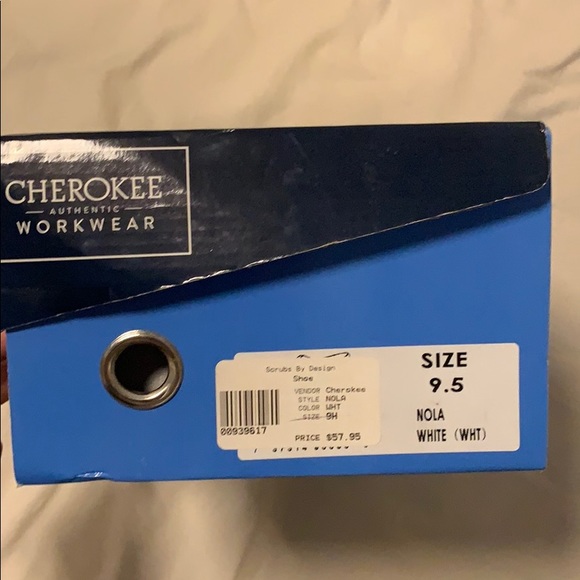 CHEROKEE
AUTHENTIC
WORKWEAR
Scrubs By Design
Shoe
VENDOR Cherokee
STYLE NOLA
COLOR WHT
SIZE 9H
00939617
PRICE $57.95
SIZE
9.5
NOLA
WHITE (WHT)